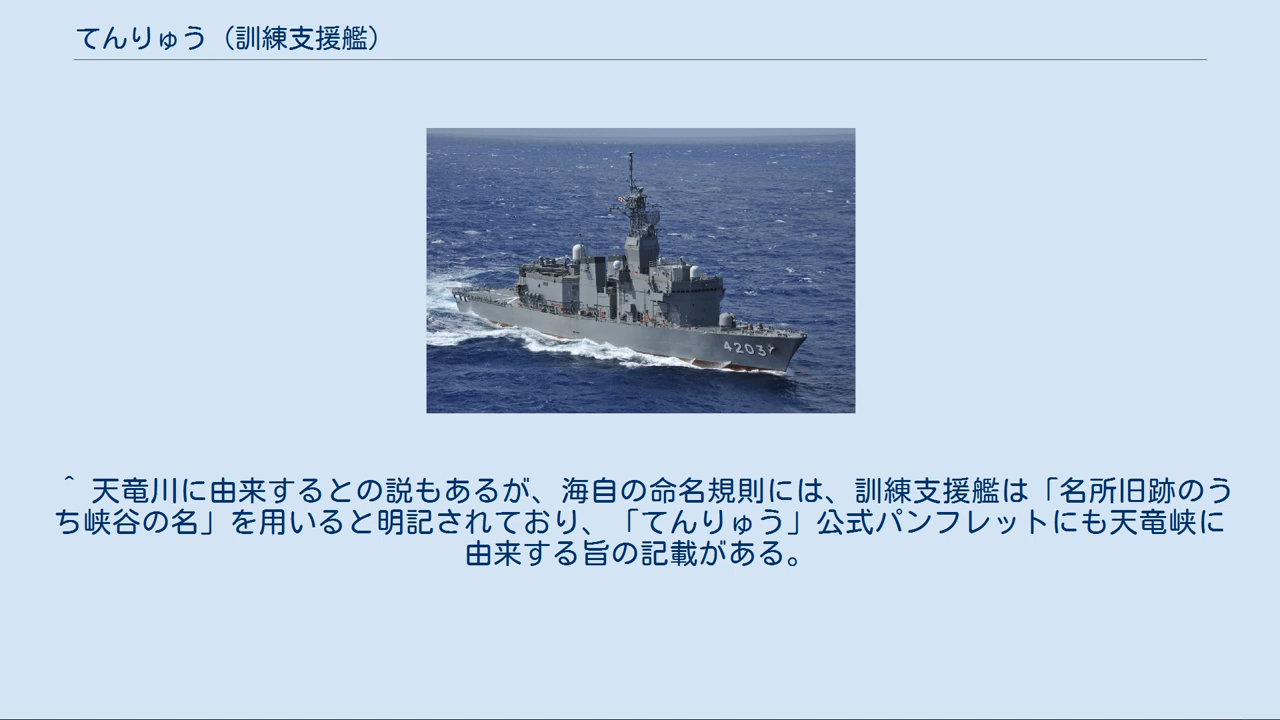 てんりゅう（訓練支援艦）
4203
^ 天竜川に由来するとの説もあるが、海自の命名規則には、訓練支援艦は「名所旧跡のう
ち峡谷の名」を用いると明記されており、「てんりゅう」公式パンフレットにも天竜峡に
由来する旨の記載がある。